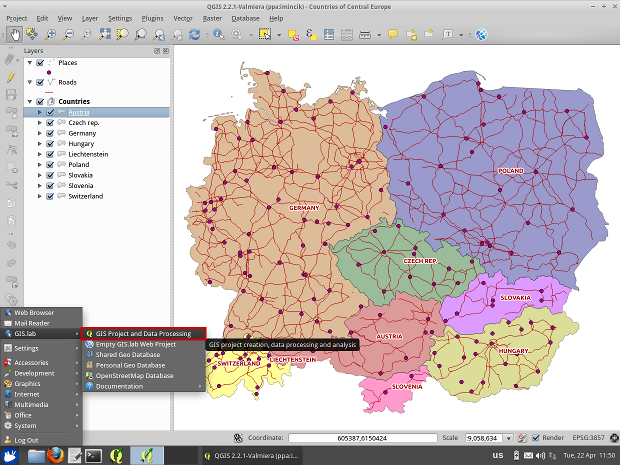 QGIS 2.2.1-Valmiera (ppasimincik) - Countries of Central Europe
Project Edit View Layer Settings Plugins Vector Raster Database Help
Layers
Places
Roads
Countries
Austria
Czech rep.
Germany
Hungary
Liechtenstein
Poland
Slovakia
Slovenia
Switzerland
POLAND
GERMANY
CZECH REP.
SLOVAKIA
AUSTRIA
HUNGARY
SWITZERLAND
LIECHTENSTEIN
SLOVENIA
Web Browser
Mail Reader
GIS.lab
Settings
Accessories
Development
Graphics
Internet
Multimedia
Office
System
Log Out
GIS Project and Data Processing
Empty GIS.lab Web Project
Shared Geo Database
Personal Geo Database
OpenStreetMap Database
Documentation
GIS project creation, data processing and analysis
Coordinate: 605387,6150424 Scale 9,058,634 Render EPSG:3857
QGIS 2.2.1-Valmiera (ppa:i... us Tue, 22 Apr 11:50